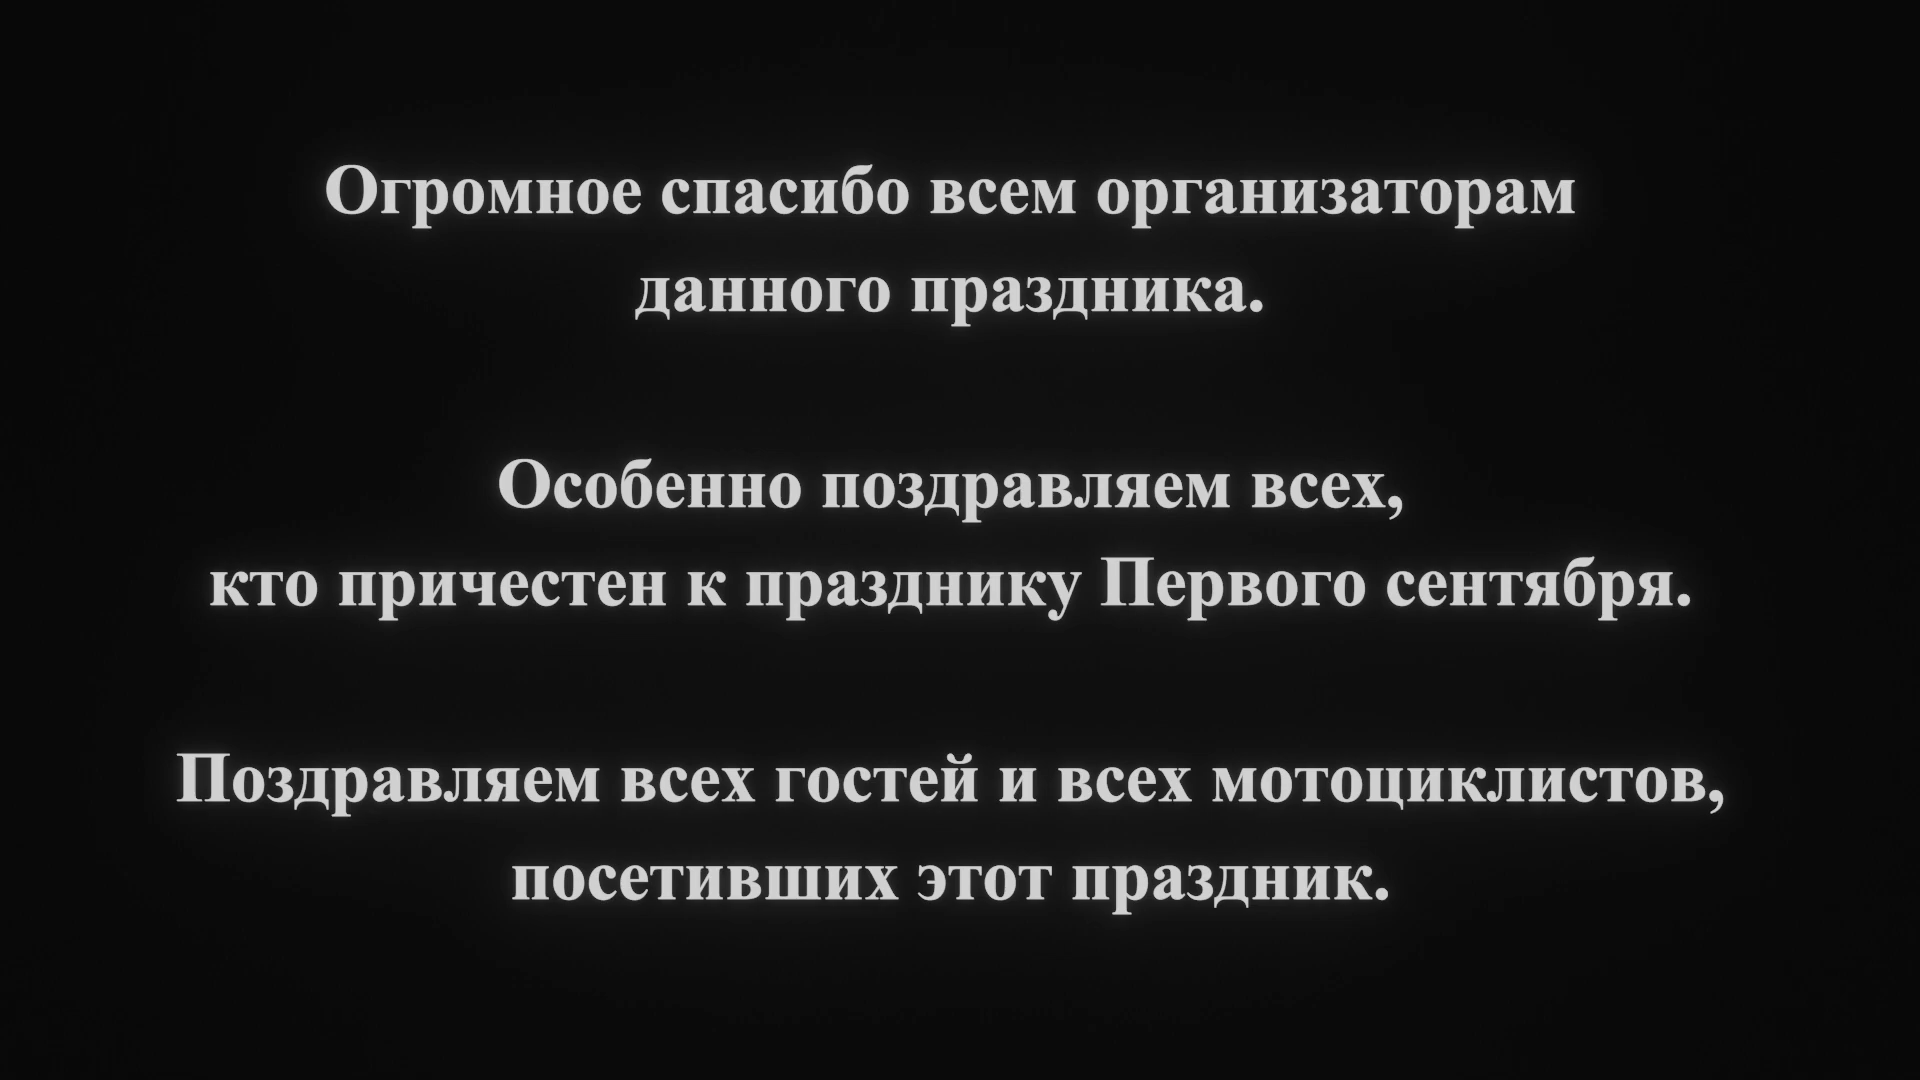 Огромное спасибо всем организаторам
данного праздника.
Особенно поздравляем всех,
кто причестен к празднику Первого сентября.
Поздравляем всех гостей и всех мотоциклистов,
посетивших этот праздник.